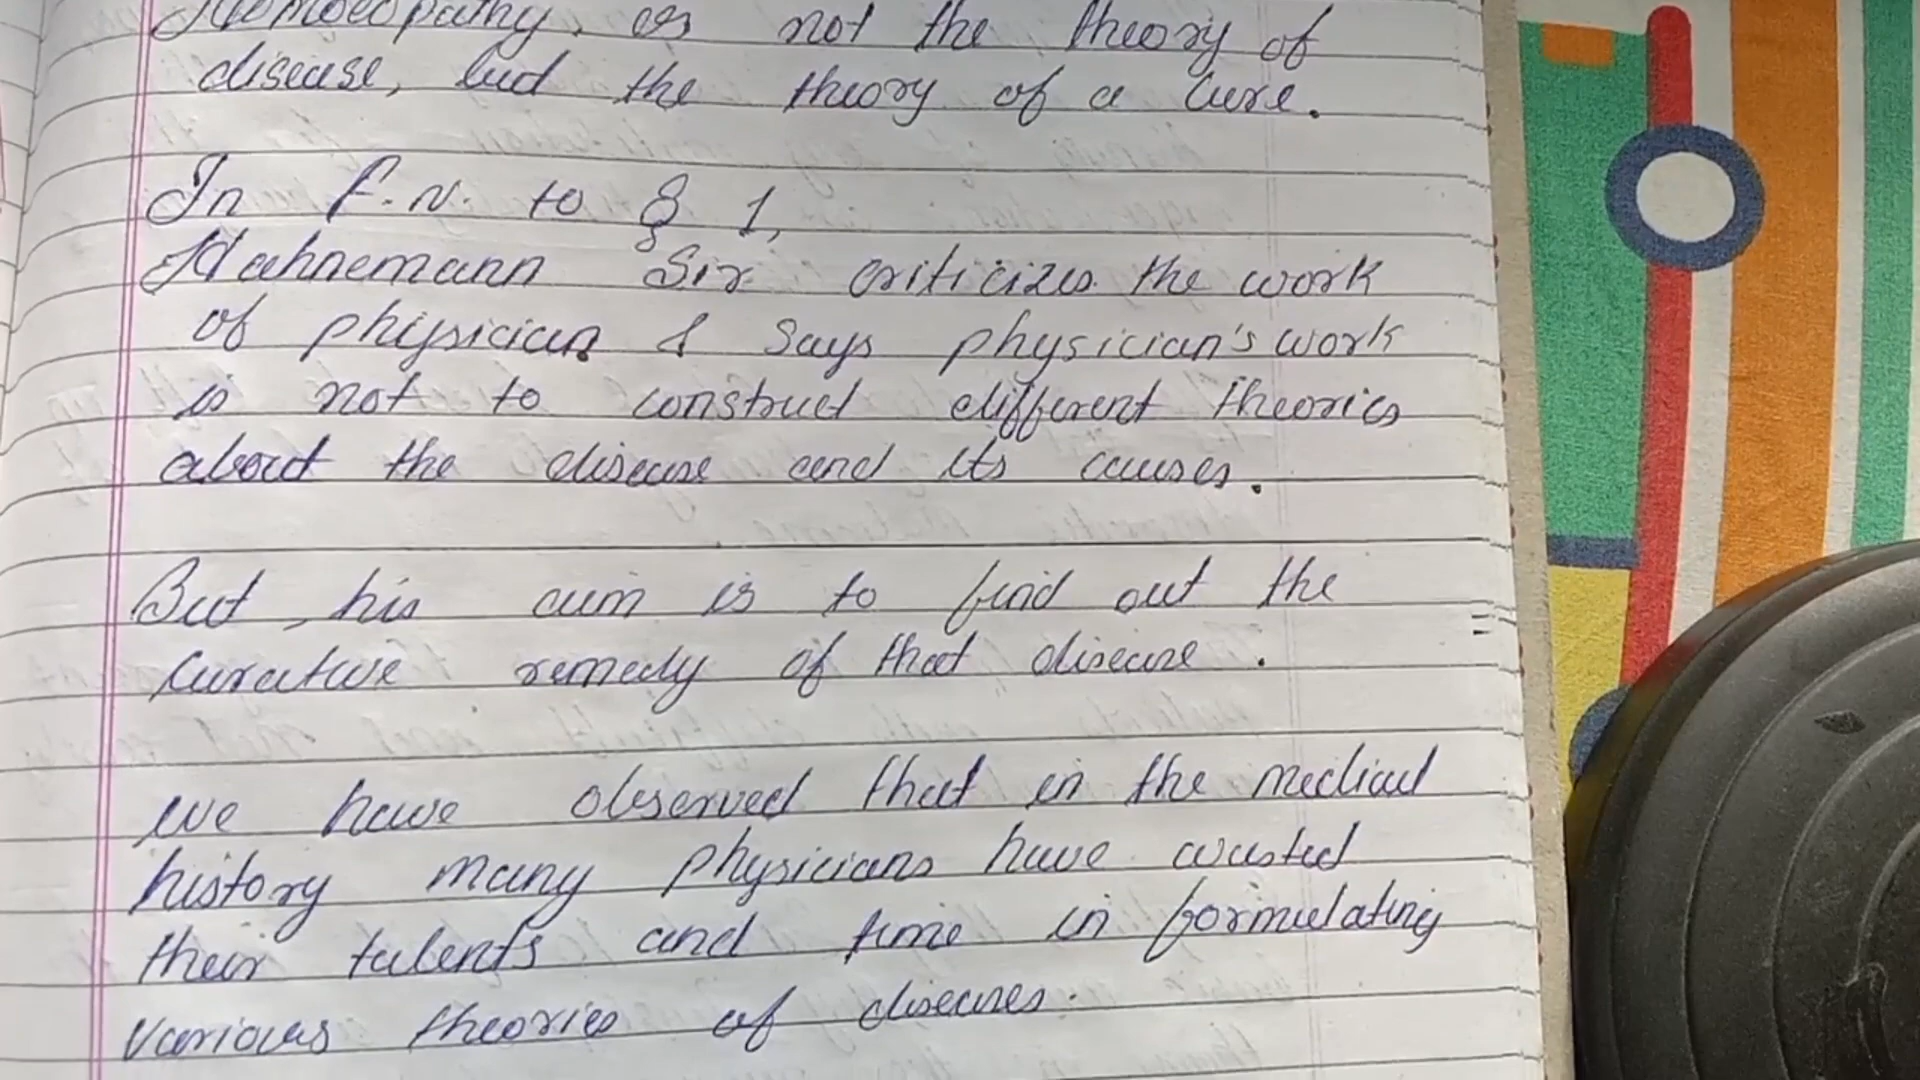 Homoeopathy. is not the theory of
disease, but the theory of a cure.
In F.N. to § 1,
Hahnemann Sir criticizes the work
of physician & says physician's work
is not to construct different theories
about the disease and its causes.
But, his aim is to find out the
curative remedy of that disease.
we have observed that in the medical
history many physicians have wasted
their talents and time in formulating
various theories of diseases.